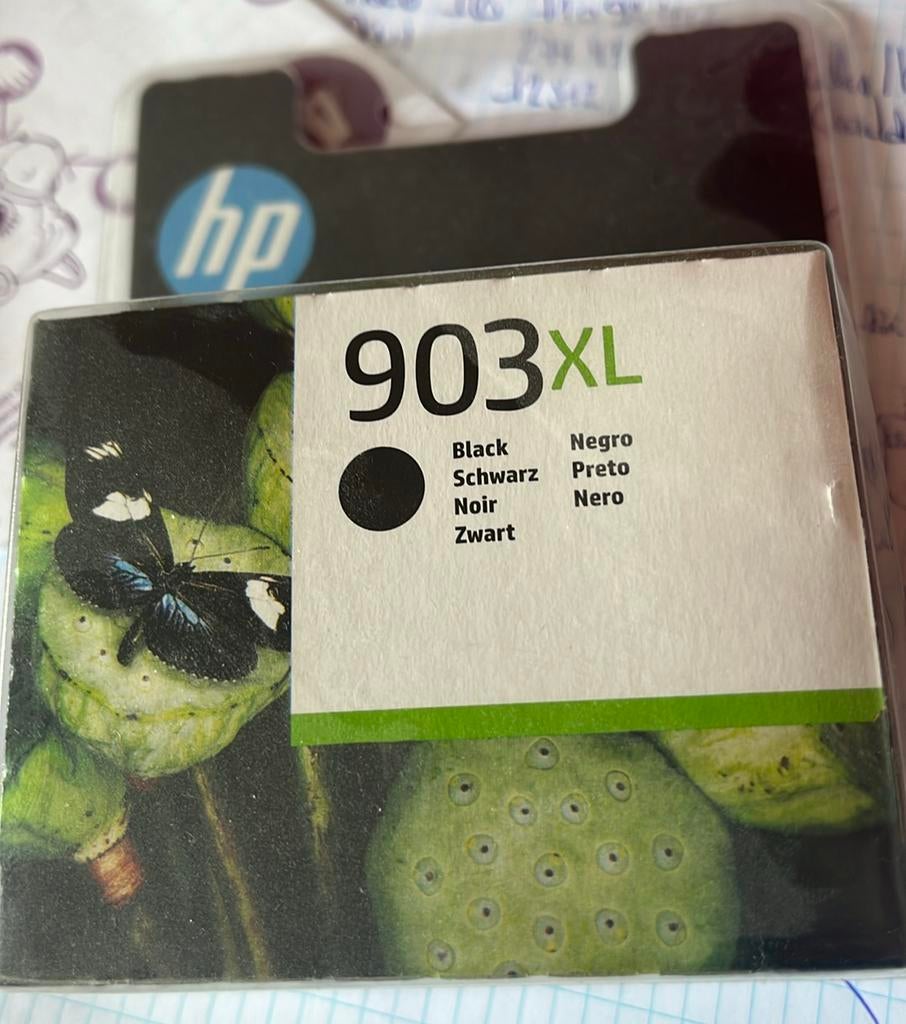 hp
903XL
Black
Schwarz
Noir
Zwart
Negro
Preto
Nero